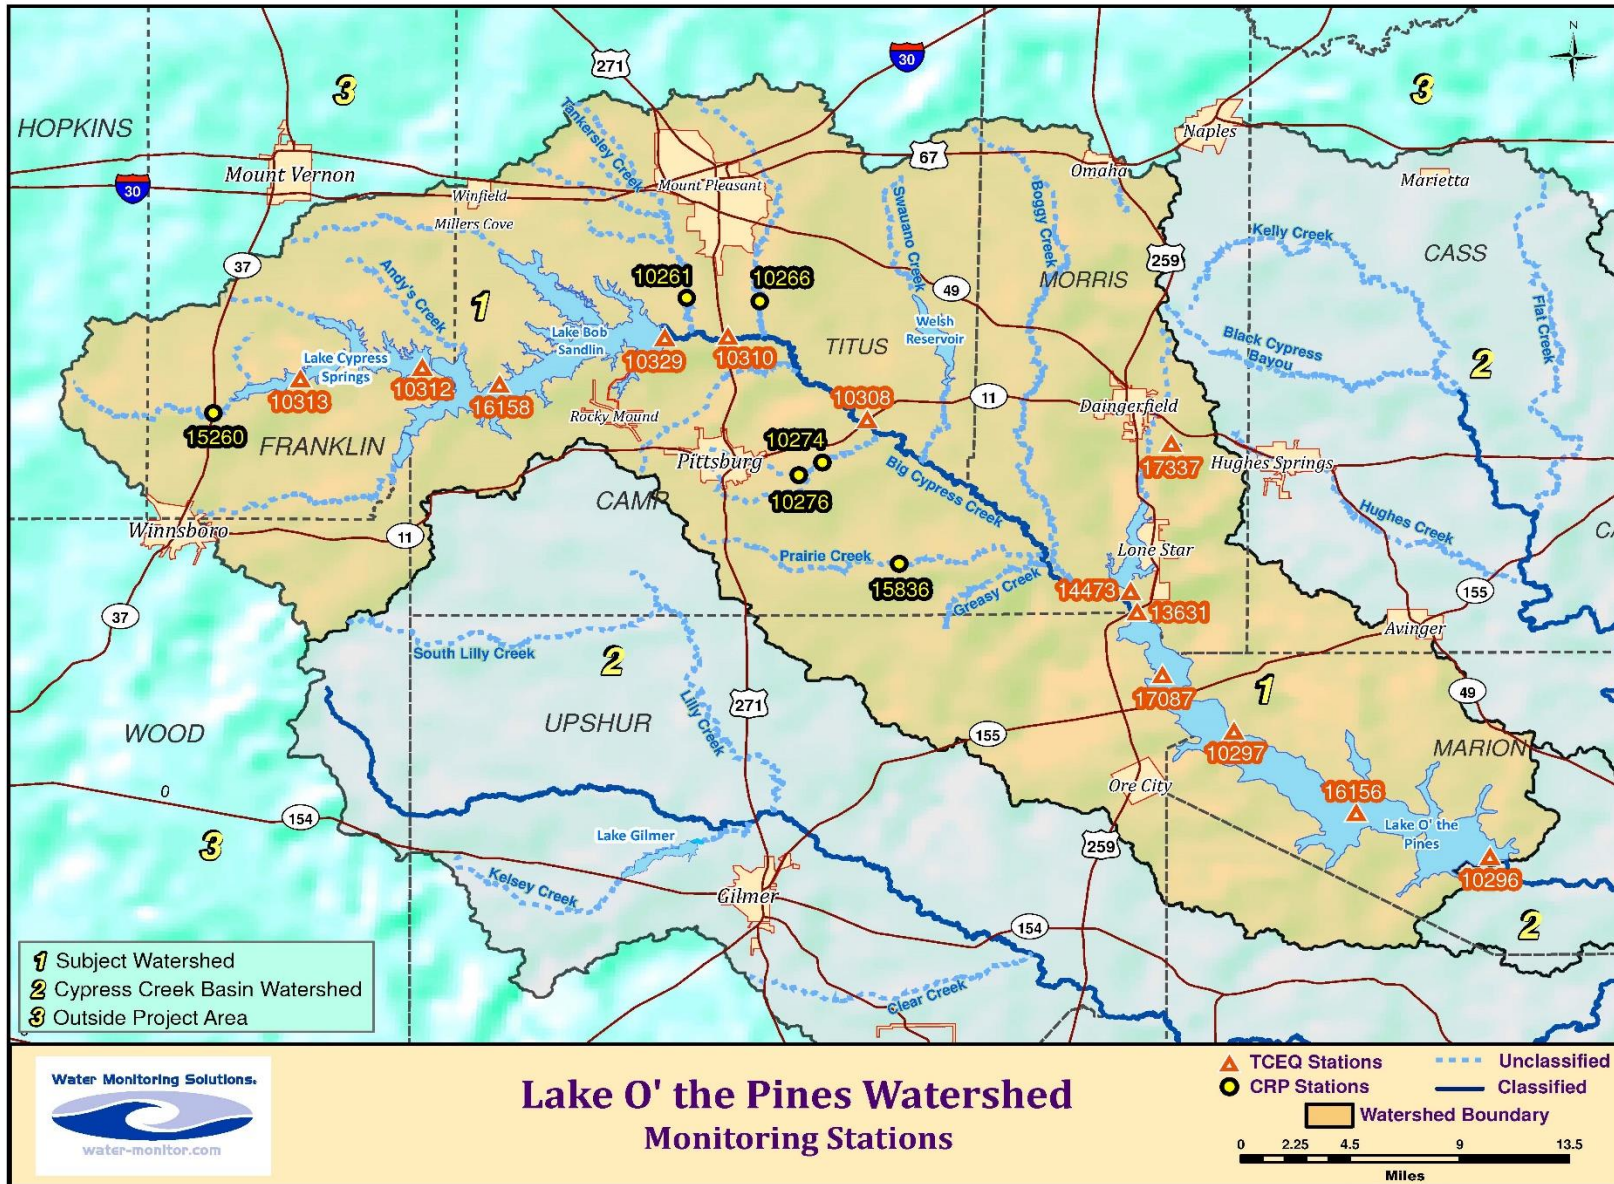 N
30
271
30
3
3
HOPKINS
Tankersley Creek
Naples
67
Mount Vernon
Omaha
Mount Pleasant
Marietta
30
Winfield
Swauano Creek
Boggy Creek
Millers Cove
Kelly Creek
CASS
37
Andy's Creek
259
10261
10266
MORRIS
49
1
Flat Creek
Lake Bob
Sandlin
Welsh
Reservoir
Black Cypress
Bayou
TITUS
10329
10310
2
Lake Cypress
Springs
10312
10313
16158
10308
11
Daingerfield
Rocky Mound
15260
FRANKLIN
10274
Pittsburg
17337
Hughes Springs
10276
Big Cypress Creek
CAMP
Winnsboro
11
Hughes Creek
CA
Prairie Creek
Lone Star
15836
Greasy Creek
14473
155
37
13631
Avinger
South Lilly Creek
2
17087
1
49
Lilly Creek
271
WOOD
UPSHUR
155
10297
MARION
Ore City
16156
0
154
Lake O' the
Pines
Lake Gilmer
3
259
10296
Kelsey Creek
Gilmer
154
2
Clear Creek
1 Subject Watershed
2 Cypress Creek Basin Watershed
3 Outside Project Area
Water Monitoring Solutions.
water-monitor.com
Lake O' the Pines Watershed
Monitoring Stations
TCEQ Stations
Unclassified
CRP Stations
Classified
Watershed Boundary
0 2.25 4.5 9 13.5
Miles